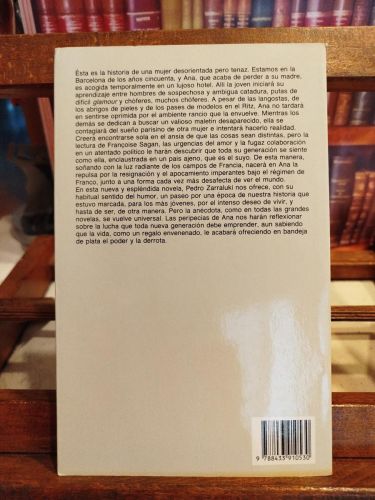 Esta es la historia de una mujer desorientada pero tenaz. Estamos en la
Barcelona de los años cincuenta, y Ana, que acaba de perder a su madre,
es acogida temporalmente en un lujoso hotel. Allí la joven iniciará su
aprendizaje entre hombres de sospechosa y ambigua catadura, putas de
difícil glamour y chóferes, muchos chóferes. A pesar de las langostas, de
los abrigos de pieles y de los pases de modelos en el Ritz, Ana no tardará
en sentirse oprimida por el ambiente rancio que la envuelve. Mientras los
demás se dedican a buscar un valioso maletín desaparecido, ella se
contagiará del sueño parisino de otra mujer e intentará hacerlo realidad.
Creerá encontrarse sola en el ansia de que las cosas sean distintas, pero la
lectura de Françoise Sagan, las urgencias del amor y la fugaz colaboración
en un atentado político le harán descubrir que toda su generación se siente
como ella, enclaustrada en un país ajeno, que es el suyo. De esta manera,
soñando con la luz radiante de los campos de Francia, nacerá en Ana la
repulsa por la resignación y el apocamiento imperantes bajo el régimen de
Franco, junto a una forma cada vez más desafecta de ver el mundo.
En esta nueva y espléndida novela, Pedro Zarraluki nos ofrece, con su
habitual sentido del humor, un paseo por una época de nuestra historia que
estuvo marcada, para los más jóvenes, por el intenso deseo de vivir, y
hasta de ser, de otra manera. Pero la anécdota, como en todas las grandes
novelas, se vuelve universal. Las peripecias de Ana nos harán reflexionar
sobre la lucha que toda nueva generación debe emprender, aun sabiendo
que la vida, como un regalo envenenado, le acabará ofreciendo en bandeja
de plata el poder y la derrota.
9 788433 910530